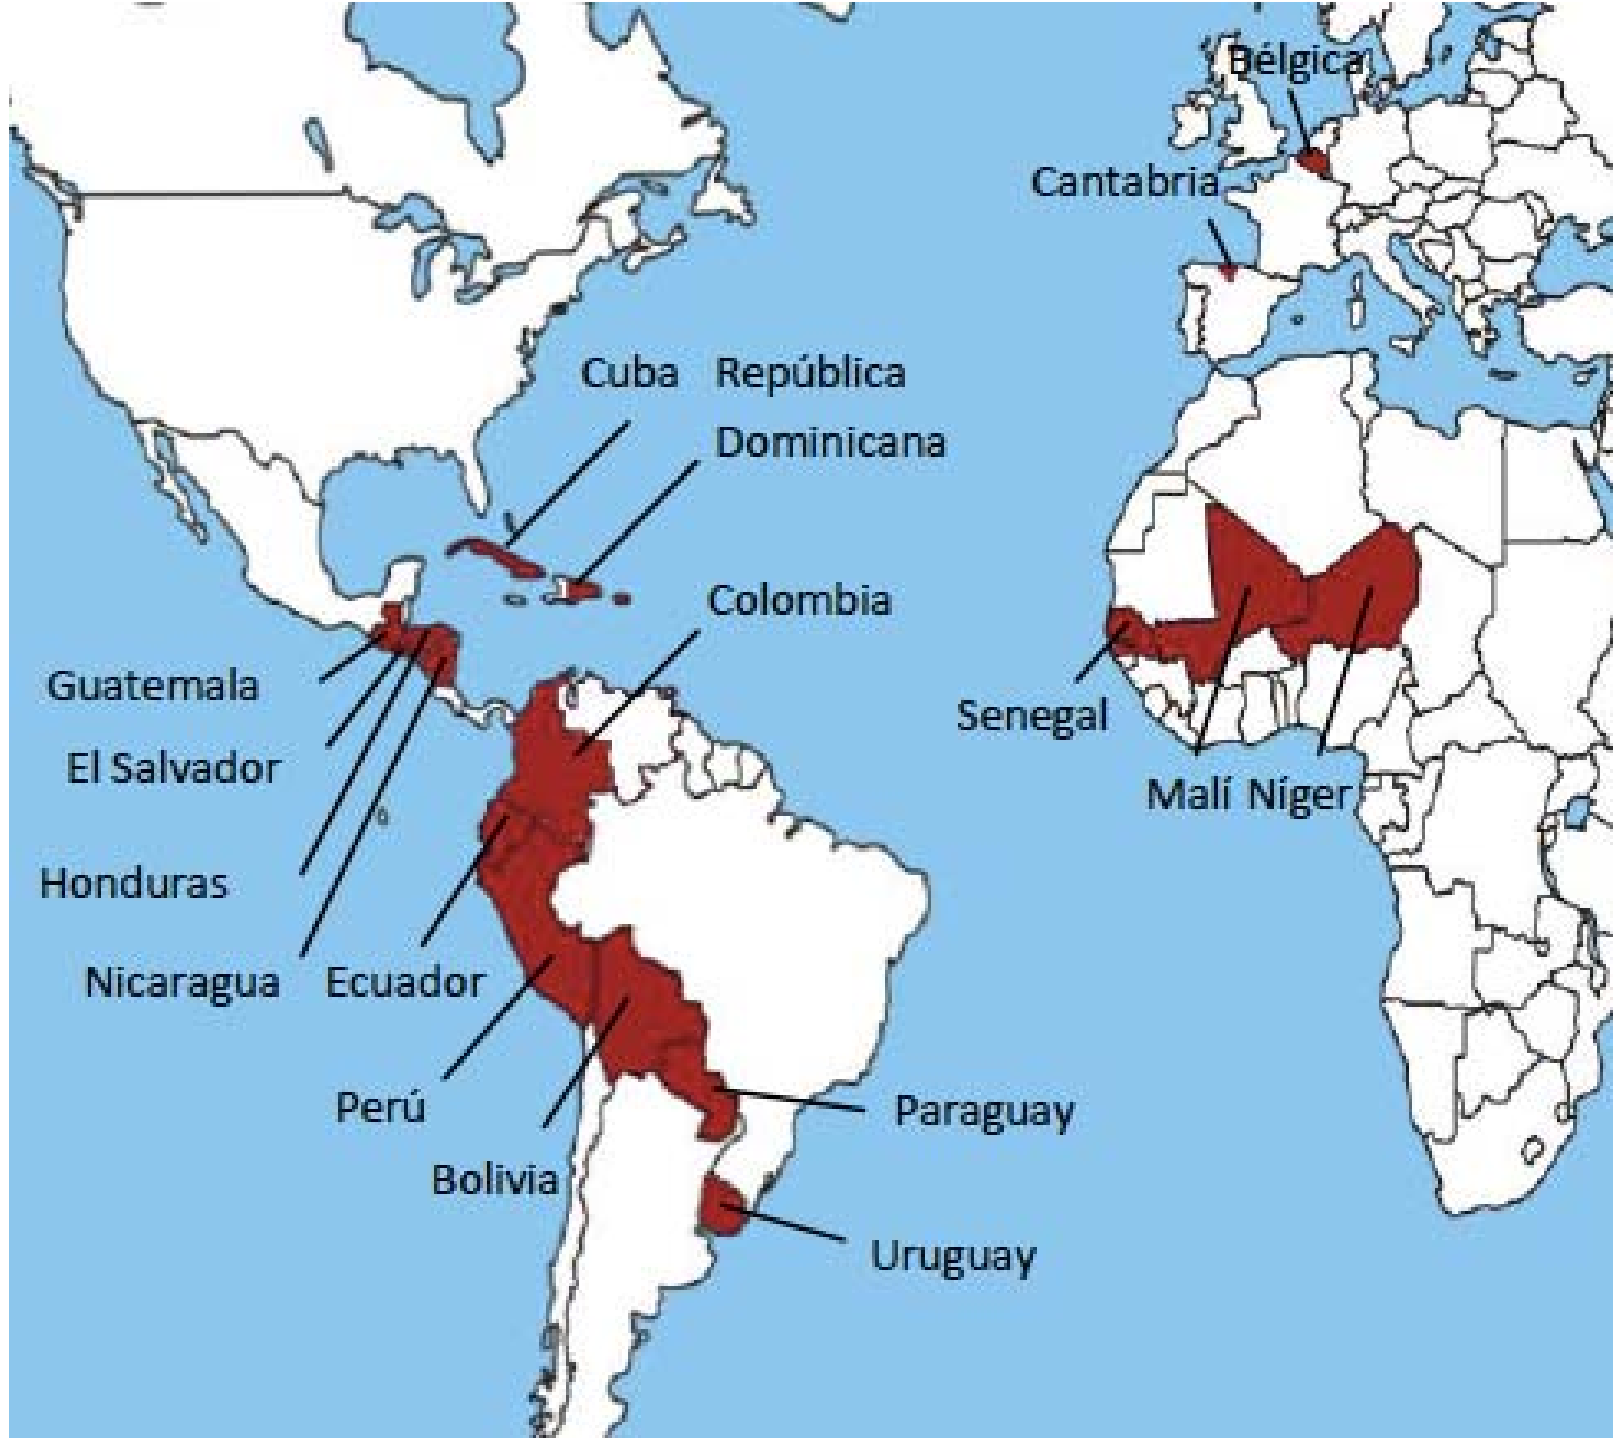 Bélgica
Cantabria
Cuba
República
Dominicana
Colombia
Guatemala
Senegal
El Salvador
Malí
Níger
Honduras
Nicaragua
Ecuador
Perú
Paraguay
Bolivia
Uruguay